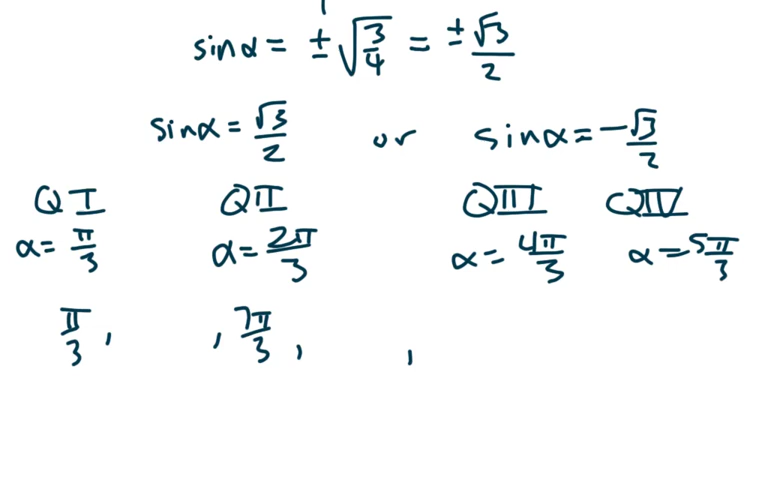 sinα = ±√(3/4) = ±√3/2
sinα = √3/2 or sinα = -√3/2
QI QII QIII QIV
α = π/3 α = 2π/3 α = 4π/3 α = 5π/3
π/3, , 7π/3, ,